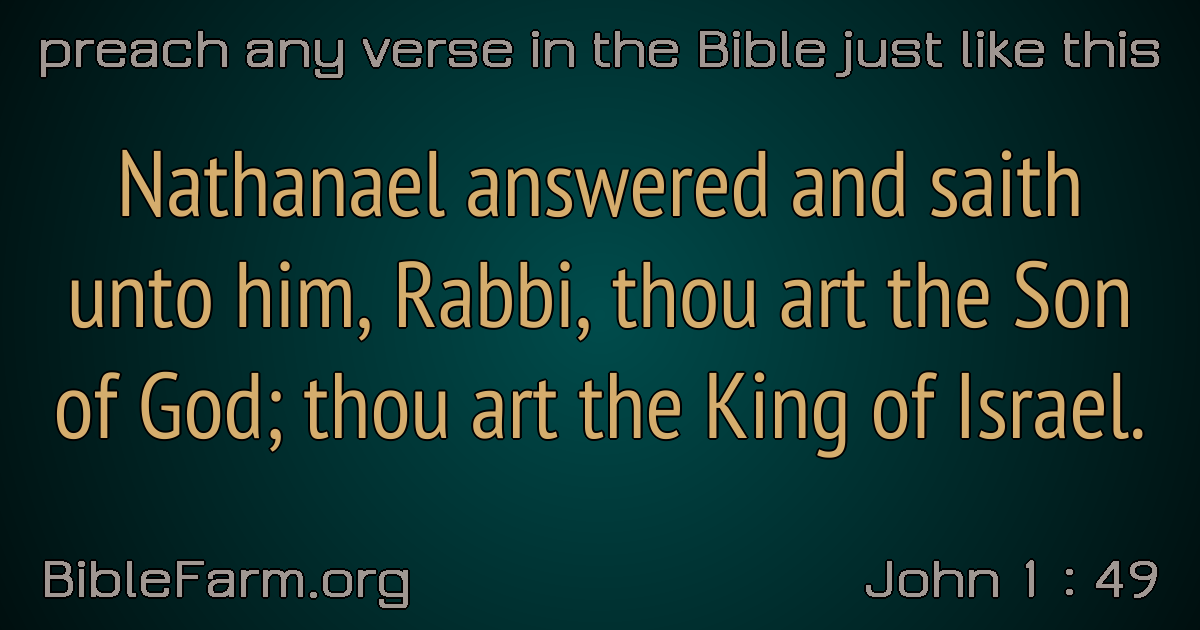 preach any verse in the Bible just like this
Nathanael answered and saith
unto him, Rabbi, thou art the Son
of God; thou art the King of Israel.
BibleFarm.org
John 1 : 49